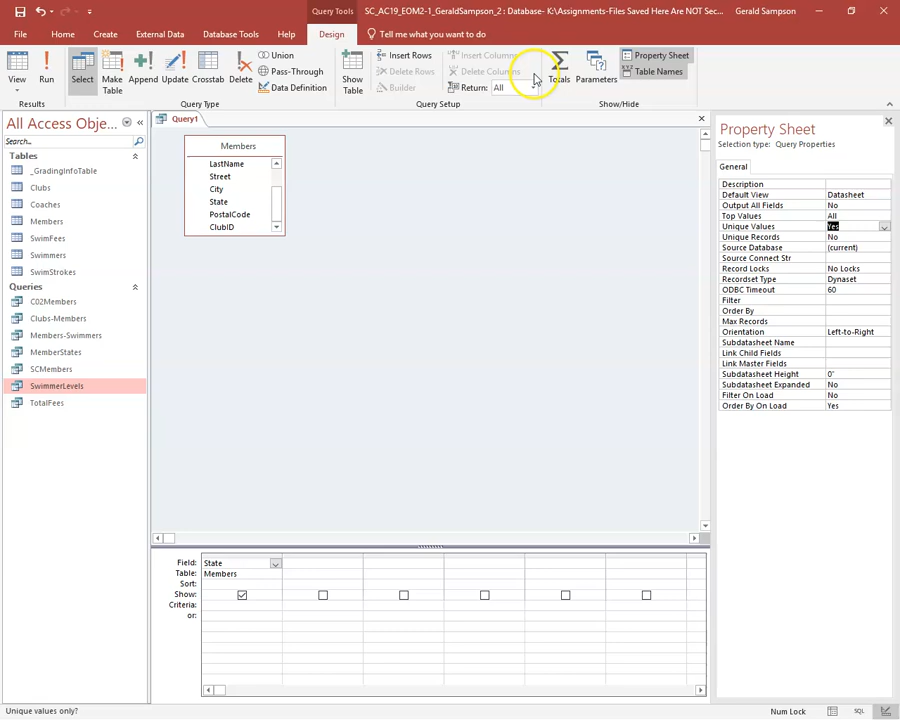 Query Tools
SC_AC19_EOM2-1_GeraldSampson_2 : Database- K:\Assignments-Files Saved Here Are NOT Sec...
Gerald Sampson
File
Home
Create
External Data
Database Tools
Help
Design
Tell me what you want to do
View
Run
Select
Make Table
Append
Update
Crosstab
Delete
Union
Pass-Through
Data Definition
Show Table
Insert Rows
Delete Rows
Builder
Insert Columns
Delete Columns
Return: All
Totals
Parameters
Property Sheet
Table Names
Results
Query Type
Query Setup
Show/Hide
All Access Obje...
Search...
Tables
_GradingInfoTable
Clubs
Coaches
Members
SwimFees
Swimmers
SwimStrokes
Queries
C02Members
Clubs-Members
Members-Swimmers
MemberStates
SCMembers
SwimmerLevels
TotalFees
Query1
Members
LastName
Street
City
State
PostalCode
ClubID
Field: State
Table: Members
Sort:
Show:
Criteria:
or:
Property Sheet
Selection type: Query Properties
General
Description
Default View Datasheet
Output All Fields No
Top Values All
Unique Values Yes
Unique Records No
Source Database (current)
Source Connect Str
Record Locks No Locks
Recordset Type Dynaset
ODBC Timeout 60
Filter
Order By
Max Records
Orientation Left-to-Right
Subdatasheet Name
Link Child Fields
Link Master Fields
Subdatasheet Height 0"
Subdatasheet Expanded No
Filter On Load No
Order By On Load Yes
Unique values only?
Num Lock
SQL